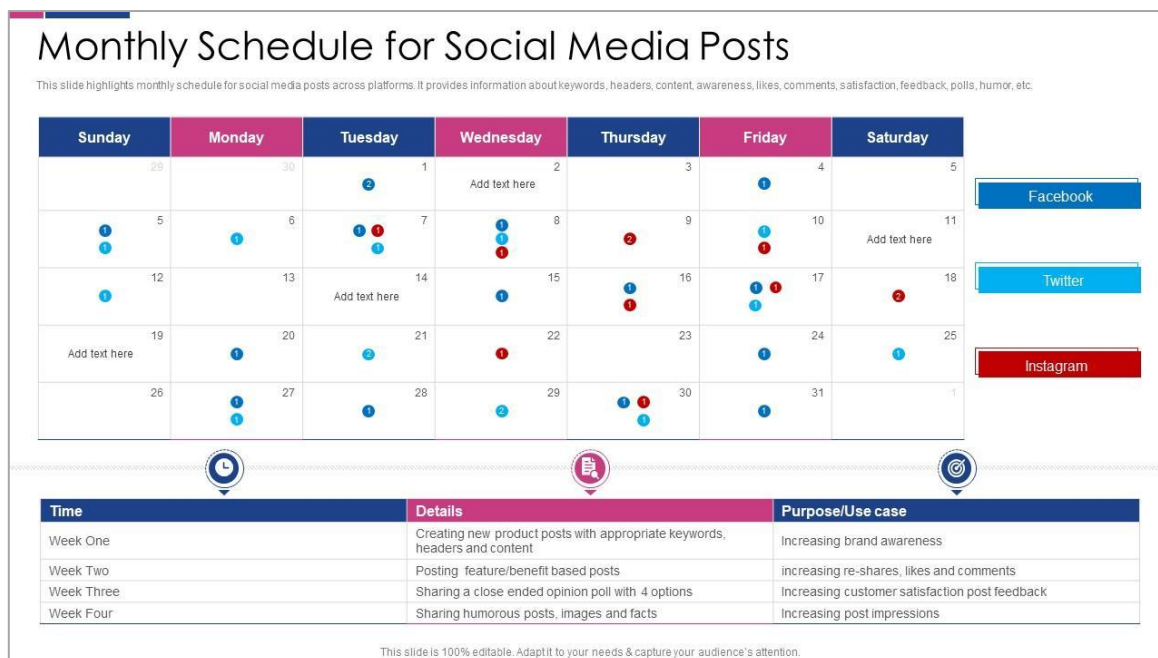 Monthly Schedule for Social Media Posts
This slide highlights monthly schedule for social media posts across platforms. It provides information about keywords, headers, content, awareness, likes, comments, satisfaction, feedback, polls, humor, etc.
Sunday Monday Tuesday Wednesday Thursday Friday Saturday
29 30 1 2 3 4 5
2 Add text here 1
5 6 7 8 9 10 11
1 1 1 1 1 1 2 1 Add text here
1 1 1 1 1
12 13 14 15 16 17 18
1 Add text here 1 1 1 1 1 2
1
19 20 21 22 23 24 25
Add text here 1 2 1 1 1
26 27 28 29 30 31 1
1 1 1 2 1 1 1 1
Facebook
Twitter
Instagram
Time Details Purpose/Use case
Week One Creating new product posts with appropriate keywords, headers and content Increasing brand awareness
Week Two Posting feature/benefit based posts increasing re-shares, likes and comments
Week Three Sharing a close ended opinion poll with 4 options Increasing customer satisfaction post feedback
Week Four Sharing humorous posts, images and facts Increasing post impressions
This slide is 100% editable. Adapt it to your needs & capture your audience's attention.